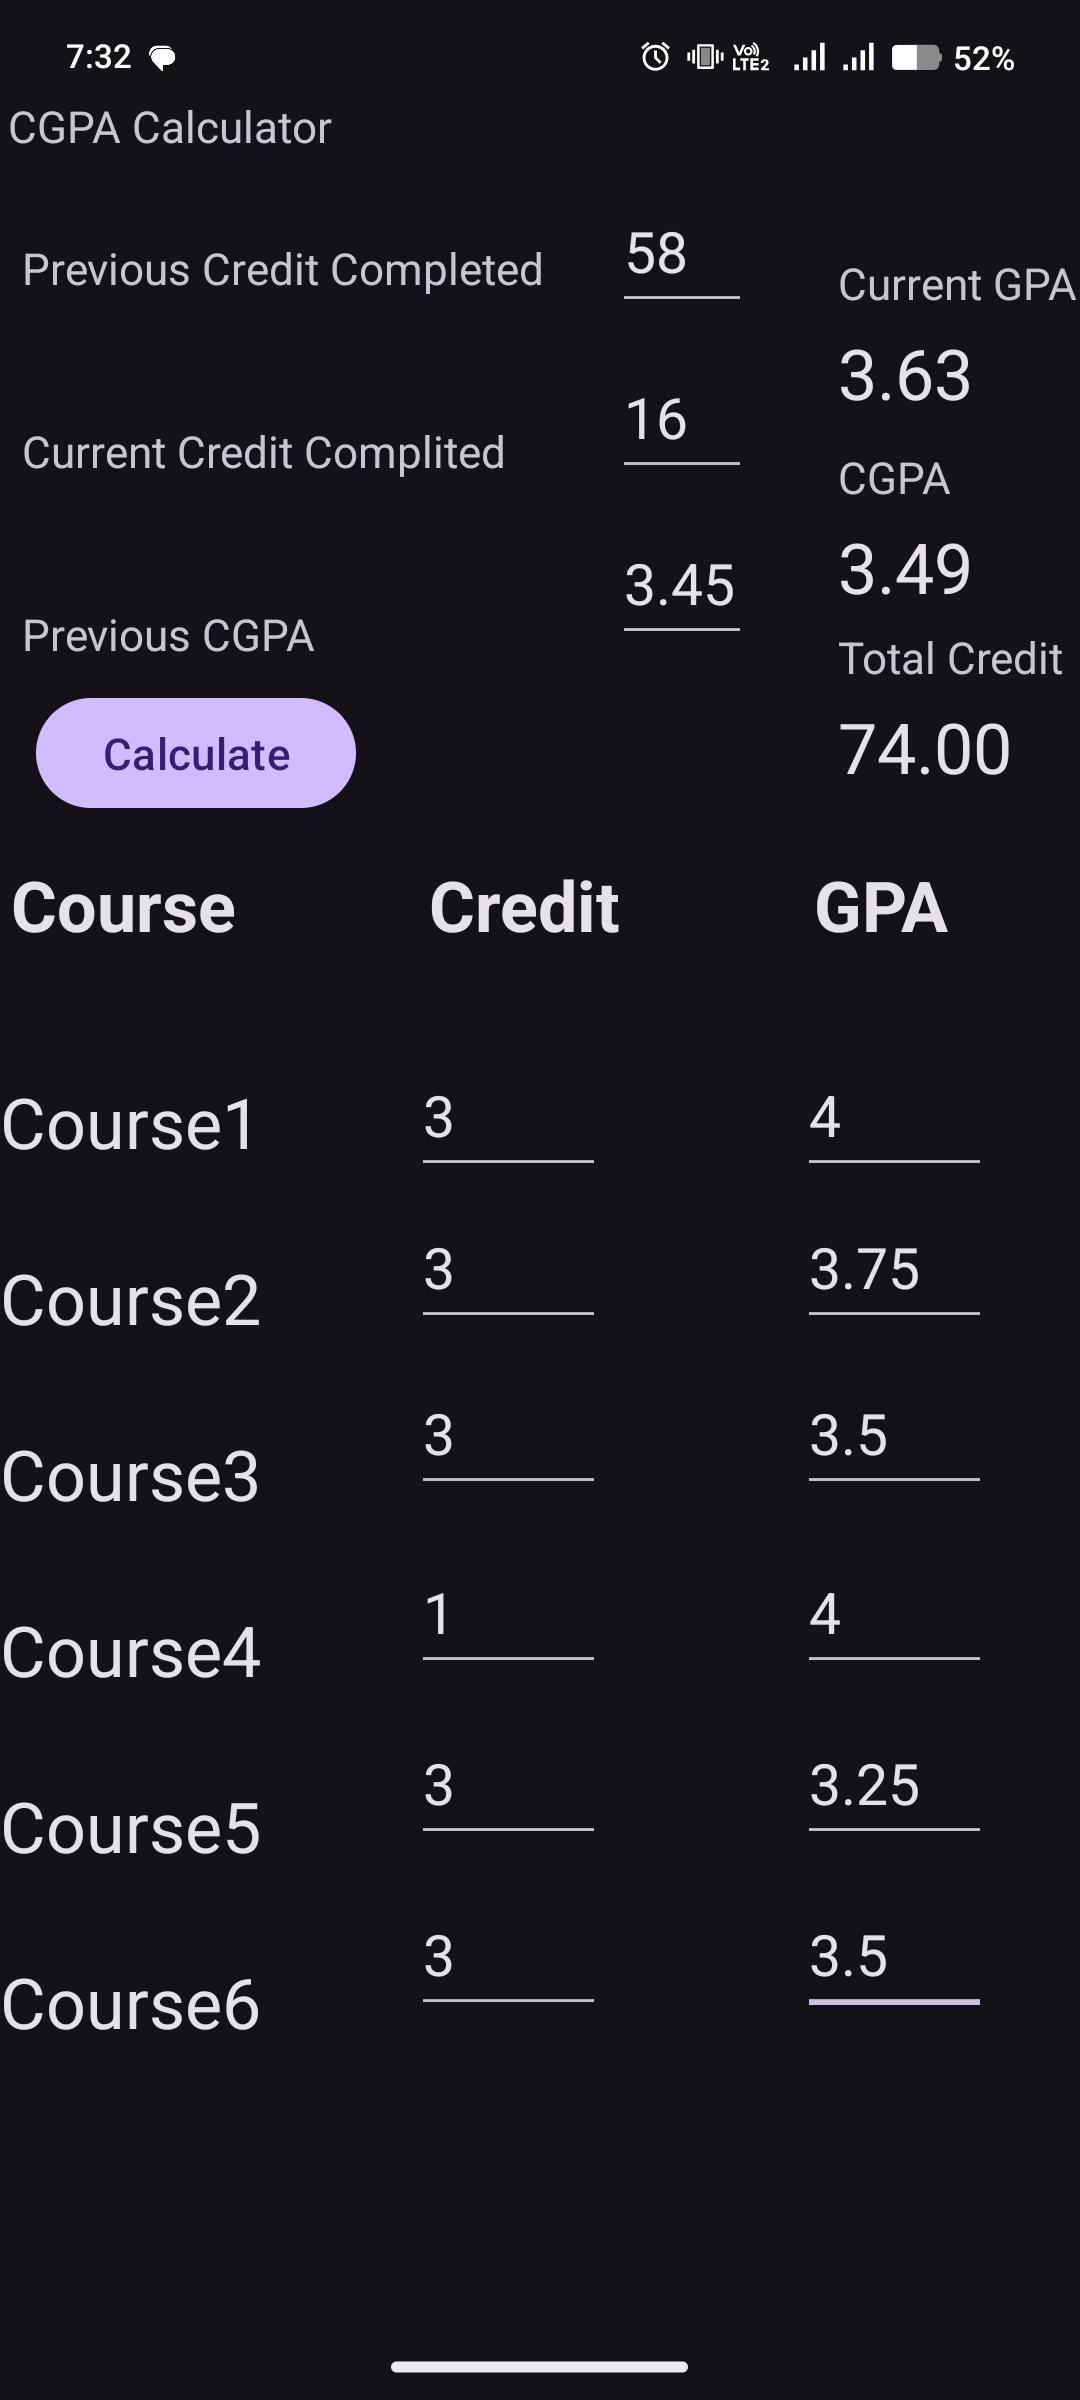 7:32 Vo) LTE2 52%
CGPA Calculator
Previous Credit Completed 58
Current GPA
3.63
Current Credit Complited 16
CGPA
3.49
Previous CGPA 3.45
Total Credit
74.00
Calculate
Course Credit GPA
Course1 3 4
Course2 3 3.75
Course3 3 3.5
Course4 1 4
Course5 3 3.25
Course6 3 3.5